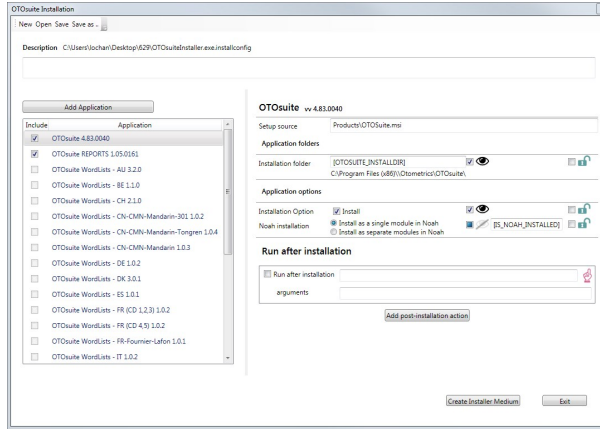 OTOsuite Installation
New Open Save Save as ..
Description C:\Users\lochan\Desktop\629\OTOsuiteInstaller.exe.installconfig
Add Application
Include Application
OTOsuite 4.83.0040
OTOsuite REPORTS 1.05.0161
OTOsuite WordLists - AU 3.2.0
OTOsuite WordLists - BE 1.1.0
OTOsuite WordLists - CH 2.1.0
OTOsuite WordLists - CN-CMN-Mandarin-301 1.0.2
OTOsuite WordLists - CN-CMN-Mandarin-Tongren 1.0.4
OTOsuite WordLists - CN-CMN-Mandarin 1.0.3
OTOsuite WordLists - DE 1.0.2
OTOsuite WordLists - DK 3.0.1
OTOsuite WordLists - ES 1.0.1
OTOsuite WordLists - FR (CD 1,2,3) 1.0.2
OTOsuite WordLists - FR (CD 4,5) 1.0.2
OTOsuite WordLists - FR-Fournier-Lafon 1.0.1
OTOsuite WordLists - IT 1.0.2
OTOsuite vv 4.83.0040
Setup source Products\OTOSuite.msi
Application folders
Installation folder [OTOSUITE_INSTALLDIR]
C:\Program Files (x86)\\Otometrics\OTOsuite\
Application options
Installation Option Install
Noah installation Install as a single module in Noah [IS_NOAH_INSTALLED]
Install as separate modules in Noah
Run after installation
Run after installation
arguments
Add post-installation action
Create Installer Medium Exit